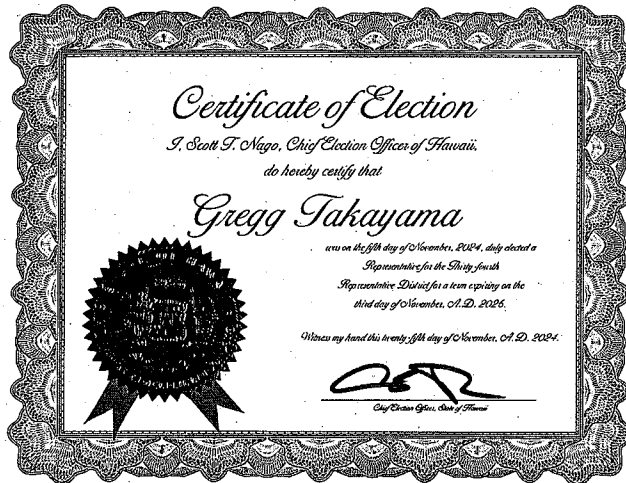 Certificate of Election
I, Scott T. Nago, Chief Election Officer of Hawaii,
do hereby certify that
Gregg Takayama
was on the fifth day of November, 2024, duly elected a
Representative for the Thirty-fourth
Representative District for a term expiring on the
third day of November, A.D. 2026.
Witness my hand this twenty-fifth day of November, A.D. 2024.
Chief Election Officer, State of Hawaii